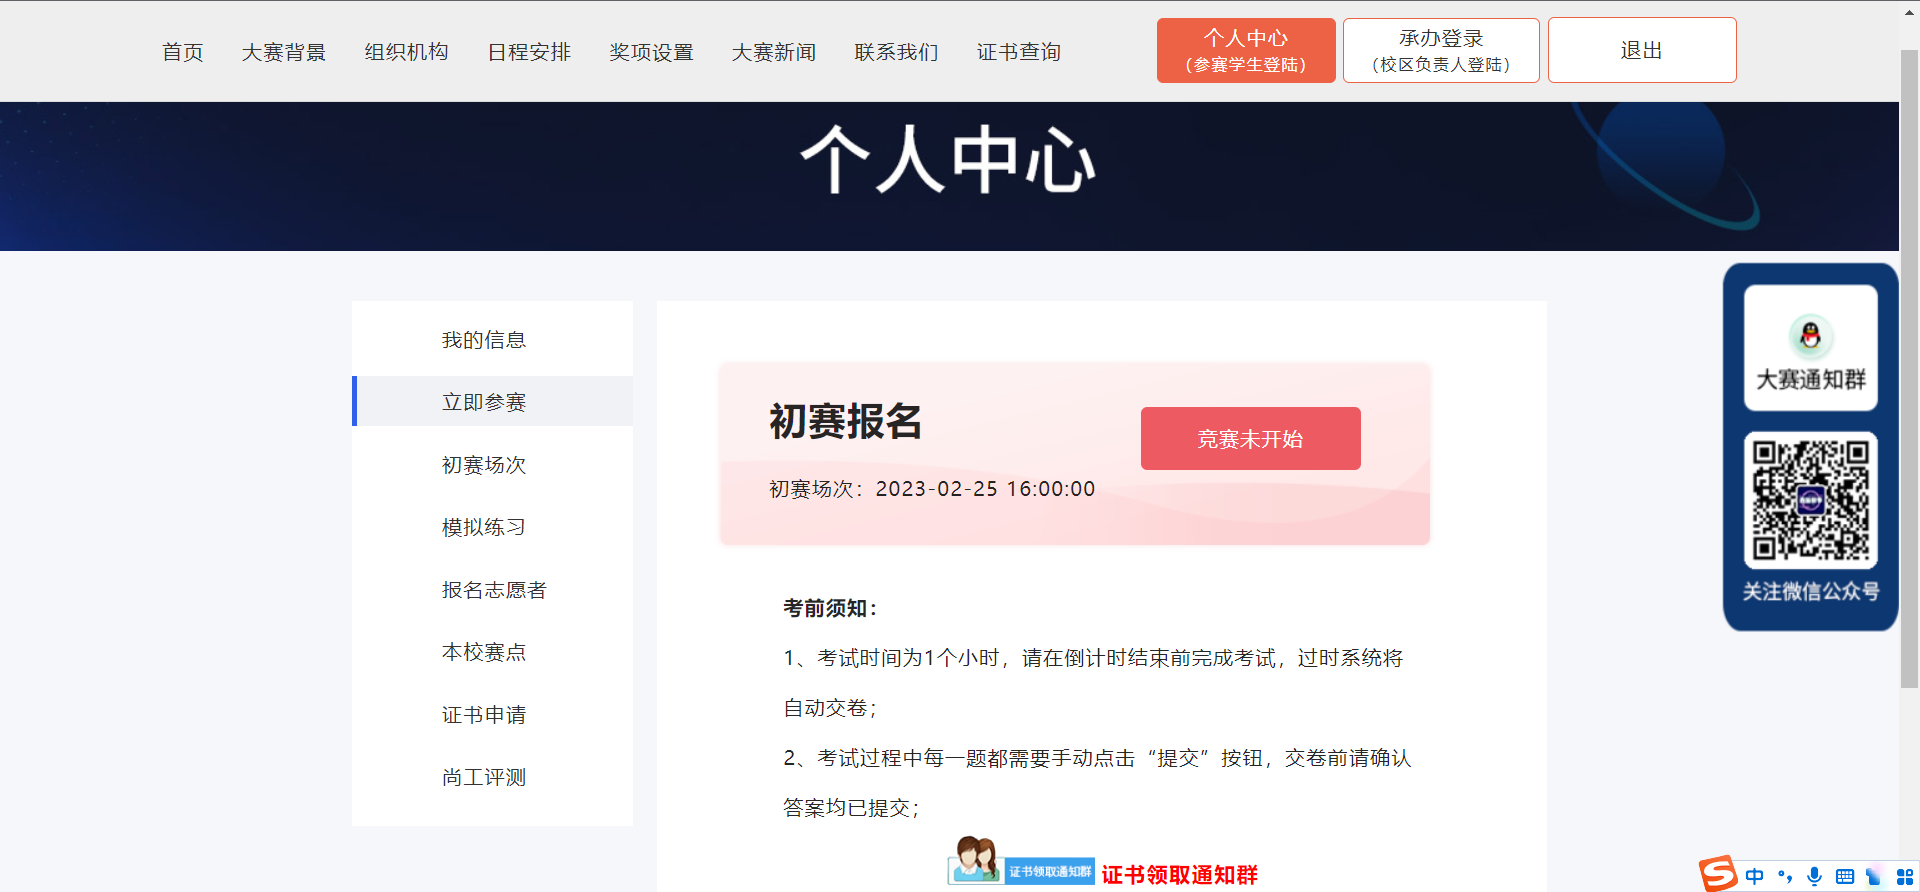 首页 大赛背景 组织机构 日程安排 奖项设置 大赛新闻 联系我们 证书查询
个人中心
（参赛学生登陆）
承办登录
（校区负责人登陆）
退出
个人中心
我的信息
立即参赛
初赛场次
模拟练习
报名志愿者
本校赛点
证书申请
尚工评测
初赛报名
竞赛未开始
初赛场次：2023-02-25 16:00:00
考前须知：
1、考试时间为1个小时，请在倒计时结束前完成考试，过时系统将
自动交卷；
2、考试过程中每一题都需要手动点击“提交”按钮，交卷前请确认
答案均已提交；
证书领取通知群 证书领取通知群
大赛通知群
关注微信公众号
中